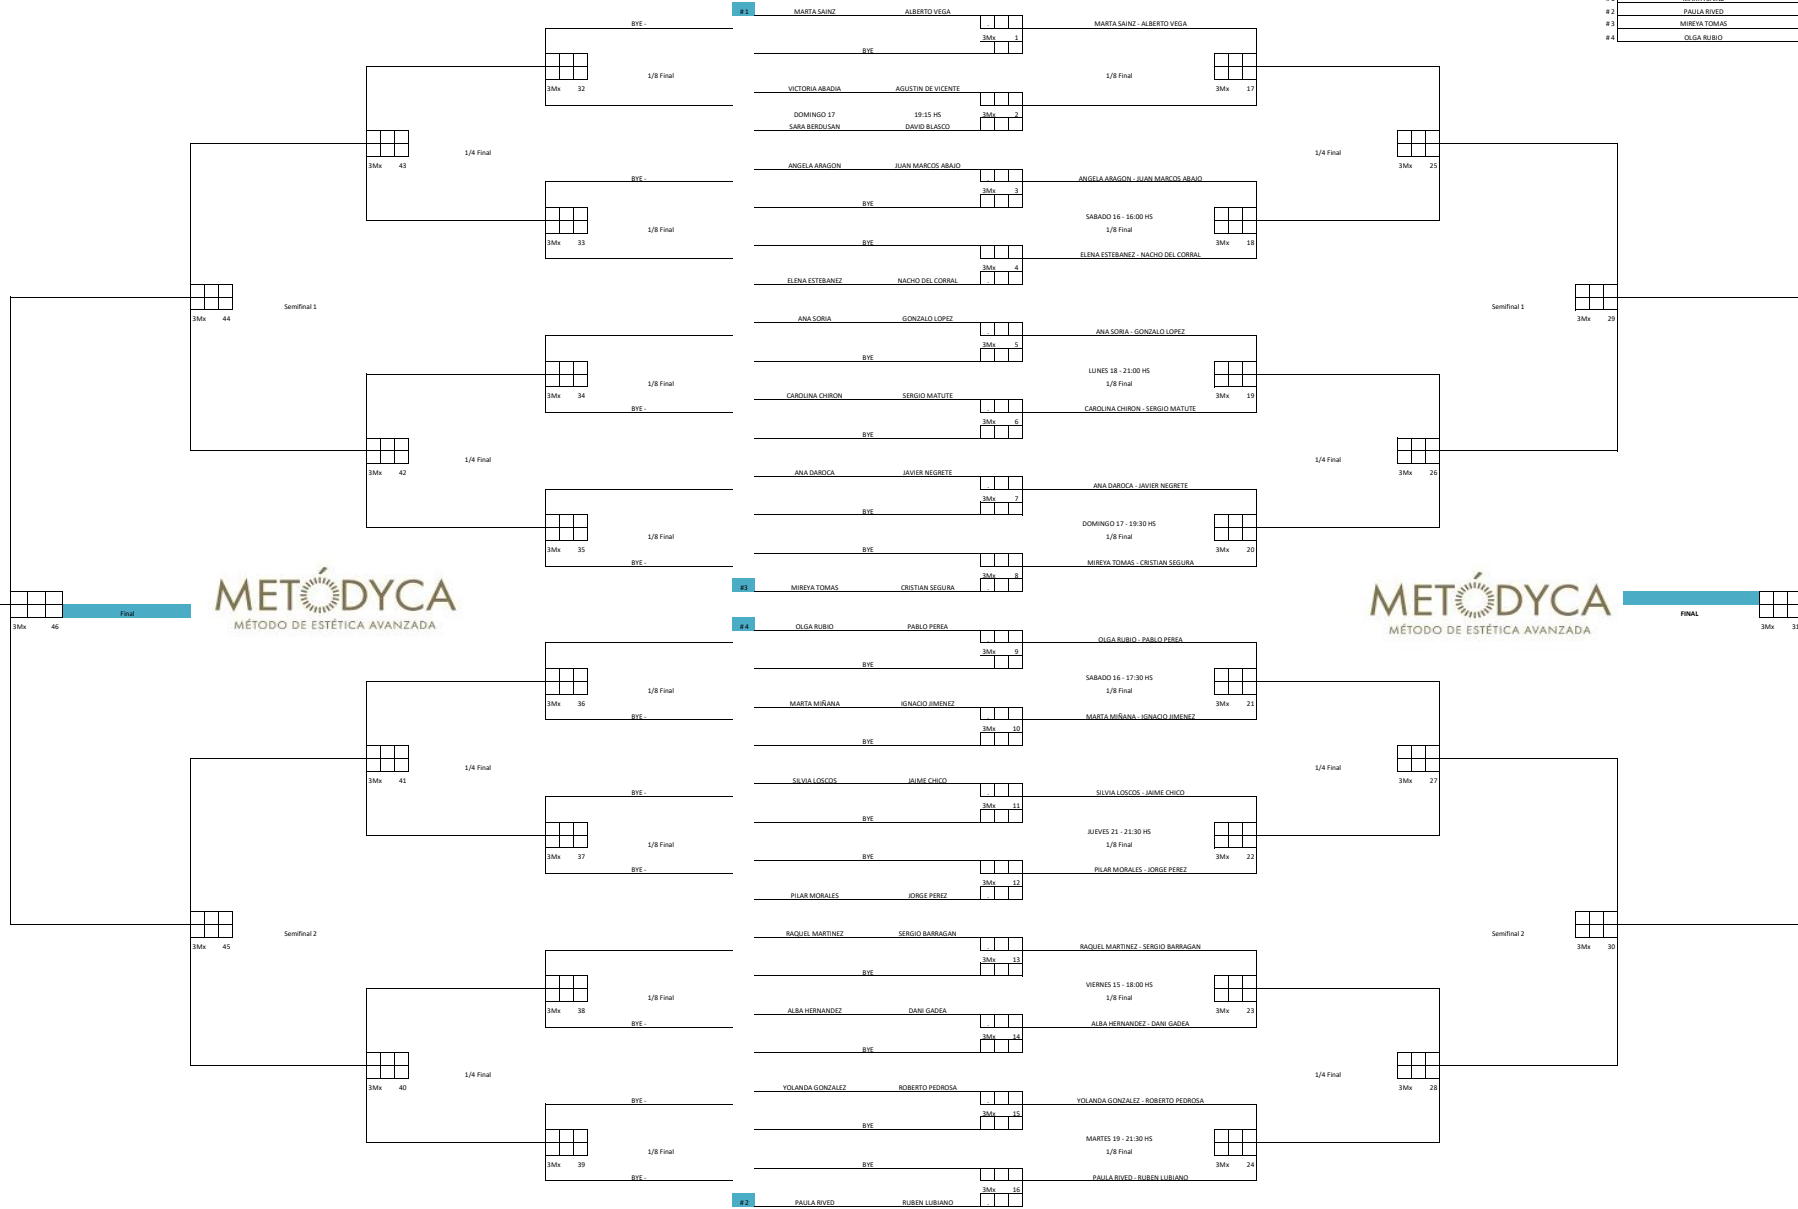 # 1 MARTA SAINZ ALBERTO VEGA
# 2 PAULA RIVED
BYE - MARTA SAINZ - ALBERTO VEGA
# 3 MIREYA TOMAS
3Mx 1
# 4 OLGA RUBIO
BYE
1/8 Final 1/8 Final
3Mx 32 VICTORIA ABADIA AGUSTIN DE VICENTE 3Mx 17
DOMINGO 17 19:15 HS 3Mx 2
SARA BERDUSAN DAVID BLASCO
1/4 Final 1/4 Final
3Mx 43 ANGELA ARAGON JUAN MARCOS ABAJO 3Mx 25
BYE - ANGELA ARAGON - JUAN MARCOS ABAJO
3Mx 3
BYE
SABADO 16 - 16:00 HS
1/8 Final 1/8 Final
3Mx 33 BYE 3Mx 18
ELENA ESTEBANEZ - NACHO DEL CORRAL
3Mx 4
ELENA ESTEBANEZ NACHO DEL CORRAL
Semifinal 1 Semifinal 1
3Mx 44 ANA SORIA GONZALO LOPEZ 3Mx 29
ANA SORIA - GONZALO LOPEZ
3Mx 5
BYE
LUNES 18 - 21:00 HS
1/8 Final 1/8 Final
3Mx 34 CAROLINA CHIRON SERGIO MATUTE 3Mx 19
BYE - CAROLINA CHIRON - SERGIO MATUTE
3Mx 6
BYE
1/4 Final 1/4 Final
3Mx 42 ANA DAROCA JAVIER NEGRETE 3Mx 26
ANA DAROCA - JAVIER NEGRETE
3Mx 7
BYE
DOMINGO 17 - 19:30 HS
1/8 Final 1/8 Final
3Mx 35 BYE 3Mx 20
BYE - MIREYA TOMAS - CRISTIAN SEGURA
3Mx 8
#3 MIREYA TOMAS CRISTIAN SEGURA
METÓDYCA METÓDYCA
Final FINAL
MÉTODO DE ESTÉTICA AVANZADA MÉTODO DE ESTÉTICA AVANZADA
3Mx 46 # 4 OLGA RUBIO PABLO PEREA 3Mx 31
OLGA RUBIO - PABLO PEREA
3Mx 9
BYE
SABADO 16 - 17:30 HS
1/8 Final 1/8 Final
3Mx 36 MARTA MIÑANA IGNACIO JIMENEZ 3Mx 21
BYE - MARTA MIÑANA - IGNACIO JIMENEZ
3Mx 10
BYE
1/4 Final 1/4 Final
3Mx 41 SILVIA LOSCOS JAIME CHICO 3Mx 27
BYE - SILVIA LOSCOS - JAIME CHICO
3Mx 11
BYE
JUEVES 21 - 21:30 HS
1/8 Final 1/8 Final
3Mx 37 BYE 3Mx 22
BYE - PILAR MORALES - JORGE PEREZ
3Mx 12
PILAR MORALES JORGE PEREZ
Semifinal 2 RAQUEL MARTINEZ SERGIO BARRAGAN Semifinal 2
3Mx 45 RAQUEL MARTINEZ - SERGIO BARRAGAN 3Mx 30
3Mx 13
BYE
VIERNES 15 - 18:00 HS
1/8 Final 1/8 Final
3Mx 38 ALBA HERNANDEZ DANI GADEA 3Mx 23
BYE - ALBA HERNANDEZ - DANI GADEA
3Mx 14
BYE
1/4 Final 1/4 Final
3Mx 40 YOLANDA GONZALEZ ROBERTO PEDROSA 3Mx 28
BYE - YOLANDA GONZALEZ - ROBERTO PEDROSA
3Mx 15
BYE
MARTES 19 - 21:30 HS
1/8 Final 1/8 Final
3Mx 39 BYE 3Mx 24
BYE - PAULA RIVED - RUBEN LUBIANO
3Mx 16
# 2 PAULA RIVED RUBEN LUBIANO